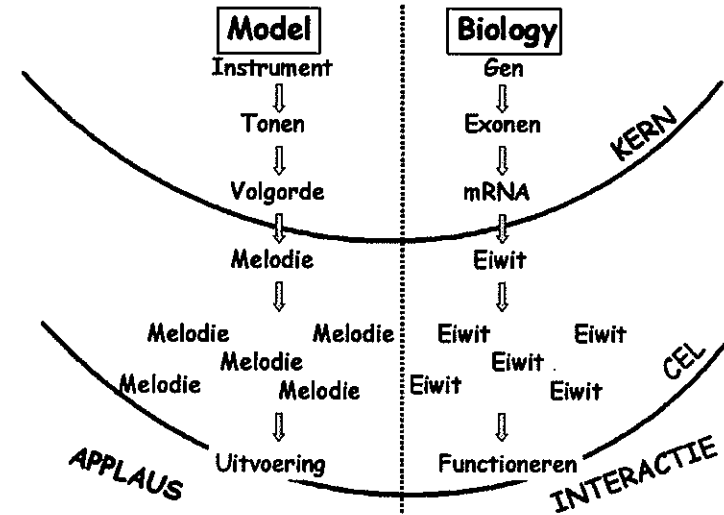 Model Biology
Instrument Gen
Tonen Exonen
KERN
Volgorde mRNA
Melodie Eiwit
Melodie Melodie Eiwit Eiwit
Melodie Eiwit
CEL
Melodie Melodie Eiwit Eiwit
APPLAUS Uitvoering Functioneren INTERACTIE